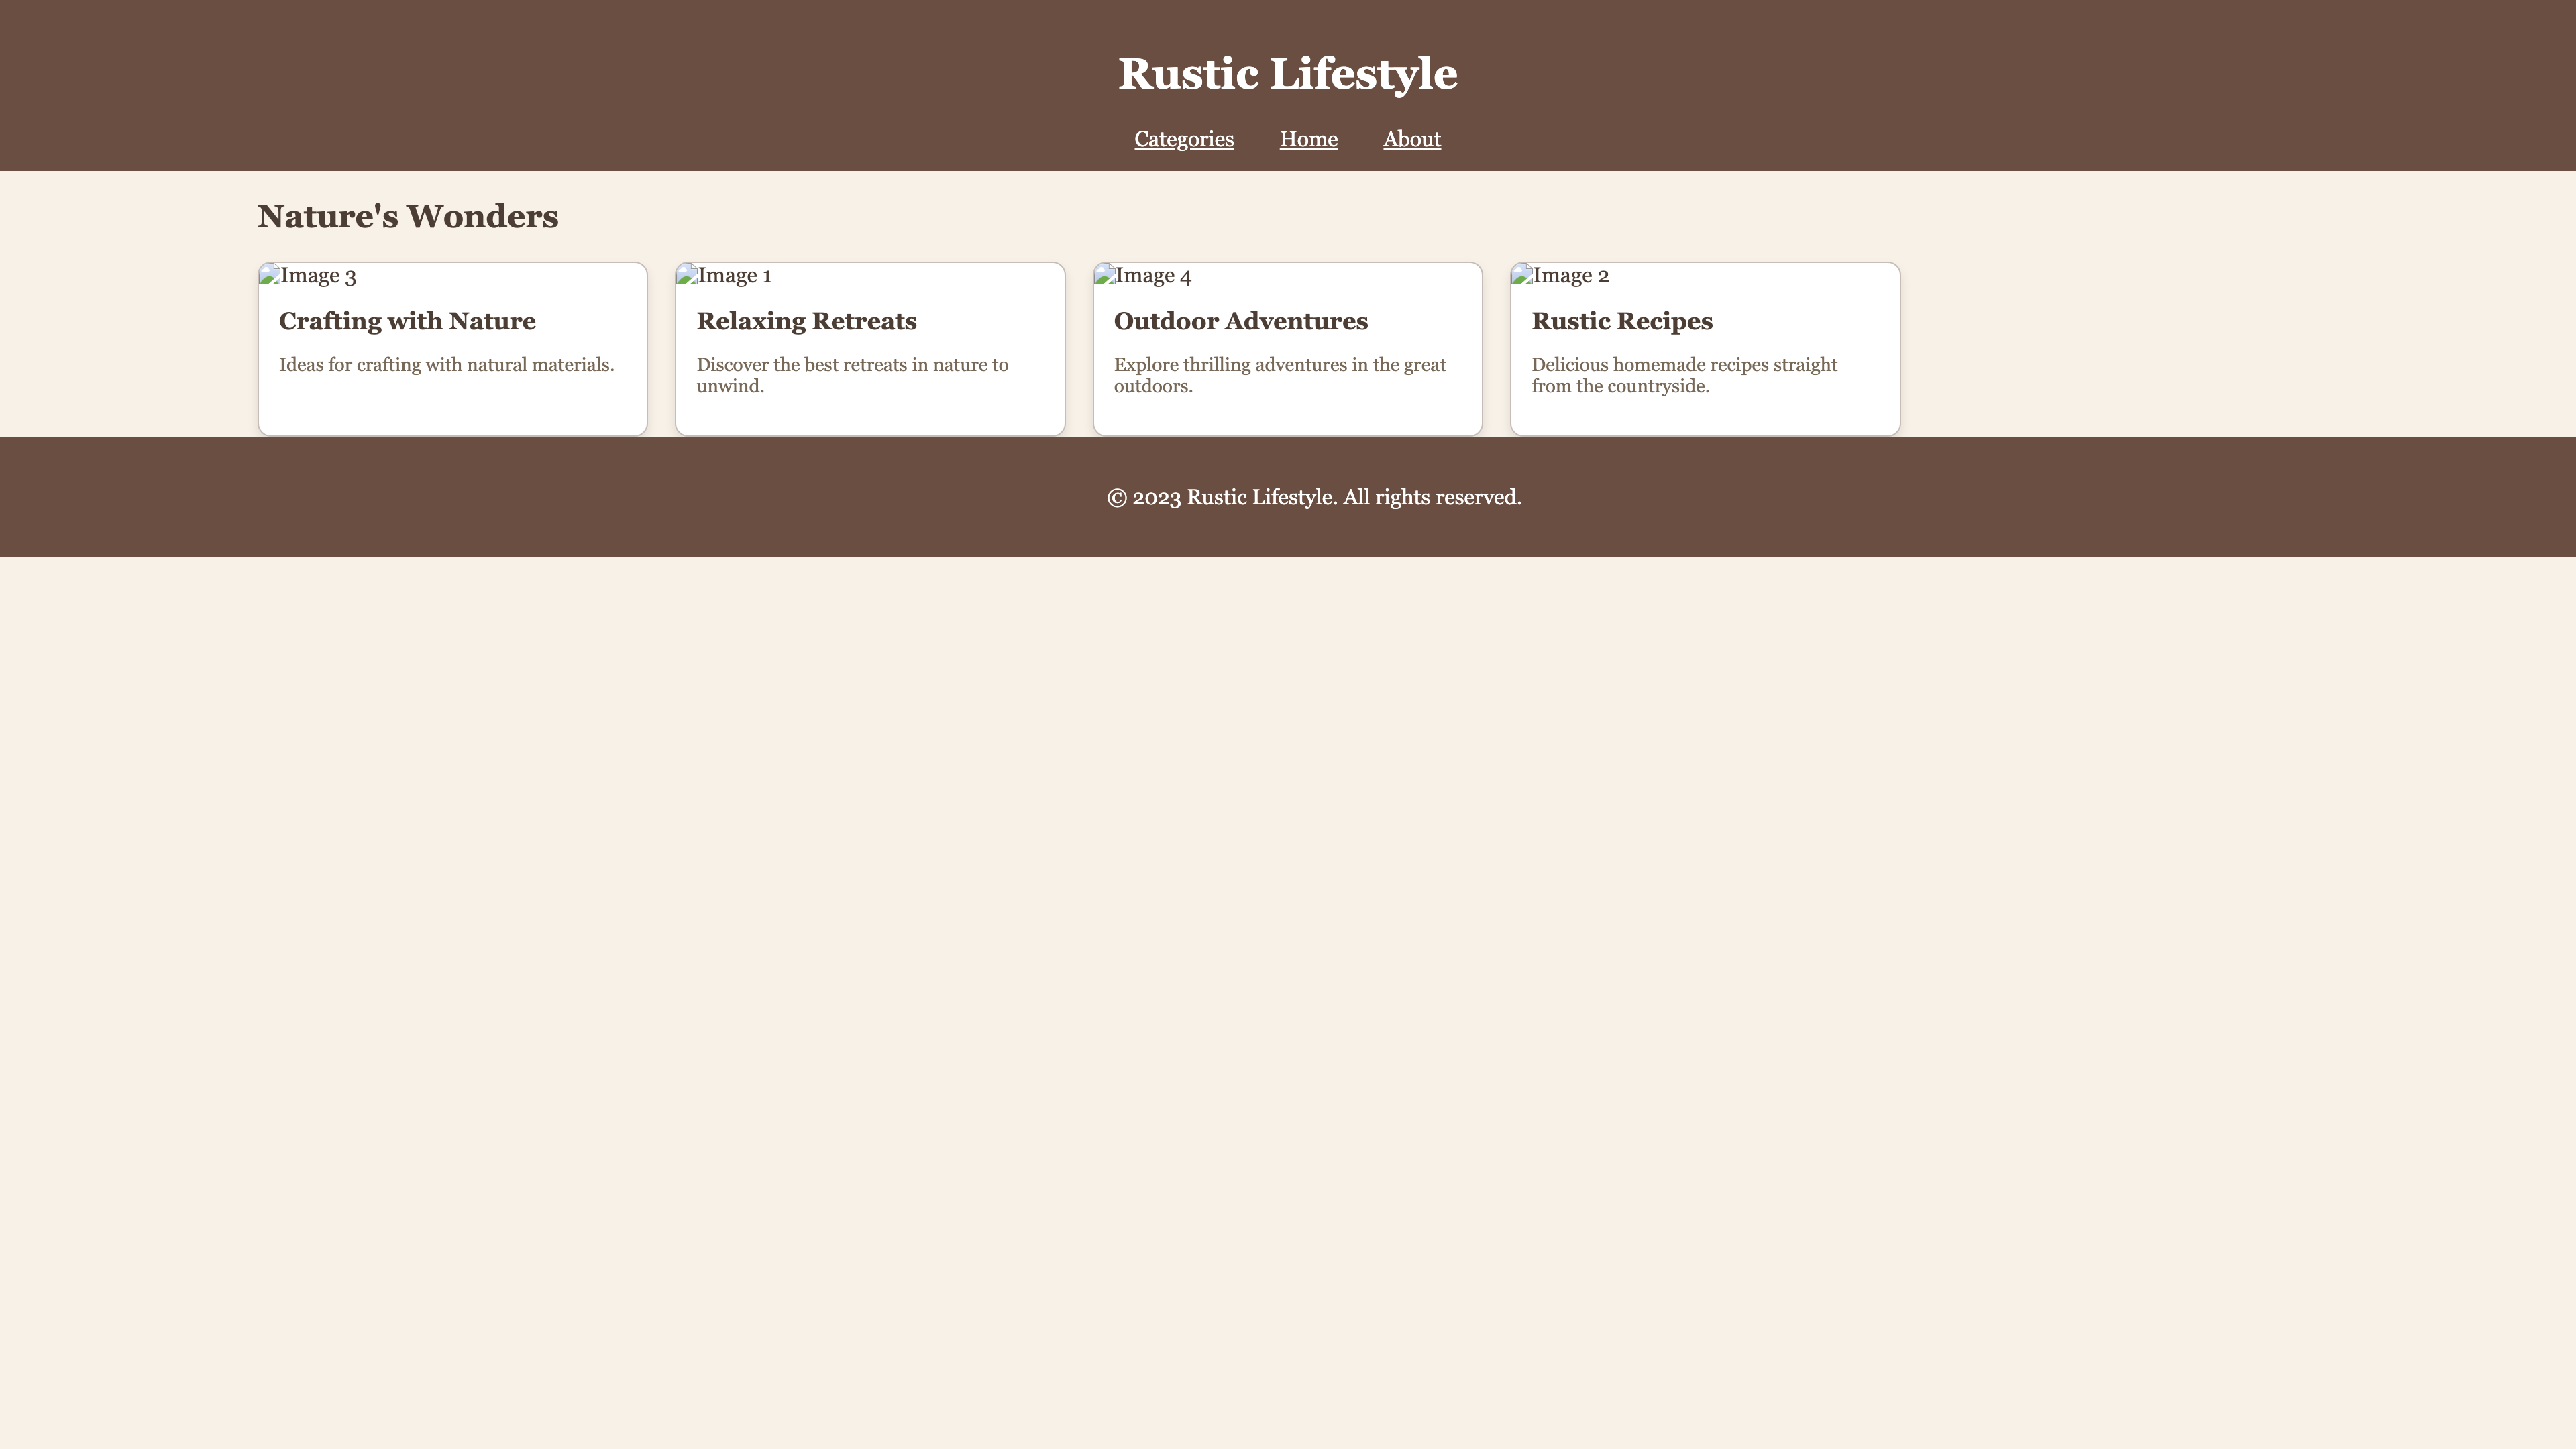 Rustic Lifestyle
Categories Home About
Nature's Wonders
Image 3
Crafting with Nature
Ideas for crafting with natural materials.
Image 1
Relaxing Retreats
Discover the best retreats in nature to
unwind.
Image 4
Outdoor Adventures
Explore thrilling adventures in the great
outdoors.
Image 2
Rustic Recipes
Delicious homemade recipes straight
from the countryside.
© 2023 Rustic Lifestyle. All rights reserved.